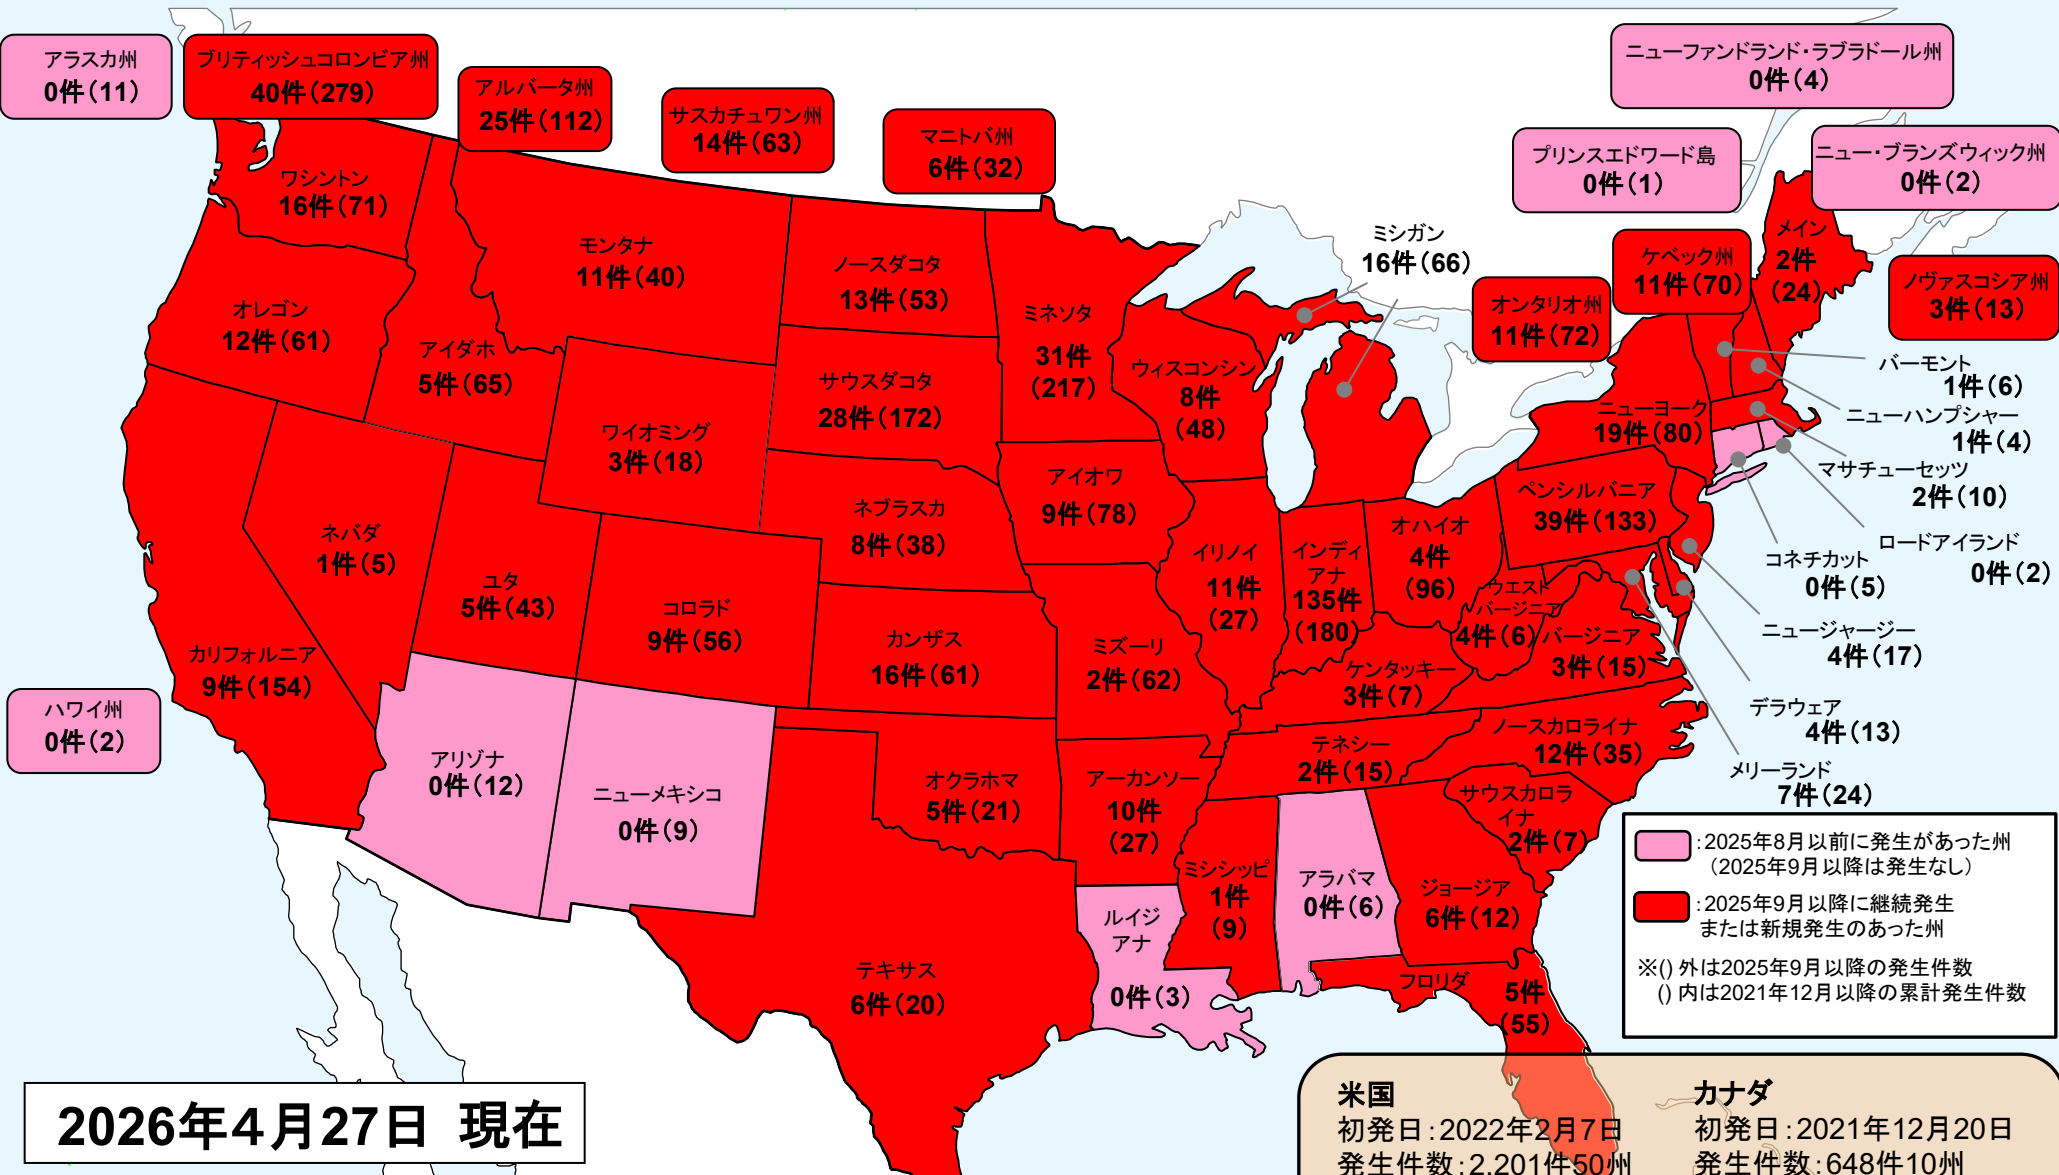 アラスカ州
0件(11)
ブリティッシュコロンビア州
40件(279)
アルバータ州
25件(112)
サスカチュワン州
14件(63)
マニトバ州
6件(32)
ニューファンドランド・ラブラドール州
0件(4)
プリンスエドワード島
0件(1)
ニュー・ブランズウィック州
0件(2)
ケベック州
11件(70)
オンタリオ州
11件(72)
ノヴァスコシア州
3件(13)
メイン
2件
(24)
ワシントン
16件(71)
モンタナ
11件(40)
ノースダコタ
13件(53)
ミネソタ
31件
(217)
ミシガン
16件(66)
オレゴン
12件(61)
アイダホ
5件(65)
サウスダコタ
28件(172)
ウィスコンシン
8件
(48)
ワイオミング
3件(18)
ニューヨーク
19件(80)
バーモント
1件(6)
ニューハンプシャー
1件(4)
マサチューセッツ
2件(10)
ロードアイランド
0件(2)
コネチカット
0件(5)
ニュージャージー
4件(17)
デラウェア
4件(13)
メリーランド
7件(24)
ネバダ
1件(5)
ユタ
5件(43)
コロラド
9件(56)
ネブラスカ
8件(38)
アイオワ
9件(78)
イリノイ
11件
(27)
インディ
アナ
135件
(180)
オハイオ
4件
(96)
ペンシルバニア
39件(133)
ウエスト
バージニア
4件(6)
バージニア
3件(15)
カリフォルニア
9件(154)
ハワイ州
0件(2)
カンザス
16件(61)
ミズーリ
2件(62)
ケンタッキー
3件(7)
アリゾナ
0件(12)
ニューメキシコ
0件(9)
オクラホマ
5件(21)
アーカンソー
10件
(27)
テネシー
2件(15)
ノースカロライナ
12件(35)
サウスカロラ
イナ
2件(7)
ミシシッピ
1件
(9)
アラバマ
0件(6)
ジョージア
6件(12)
テキサス
6件(20)
ルイジ
アナ
0件(3)
フロリダ
5件
(55)
:2025年8月以前に発生があった州
(2025年9月以降は発生なし)
:2025年9月以降に継続発生
または新規発生のあった州
※() 外は2025年9月以降の発生件数
() 内は2021年12月以降の累計発生件数
2026年4月27日 現在
米国
初発日:2022年2月7日
発生件数:2,201件50州
カナダ
初発日:2021年12月20日
発生件数:648件10州